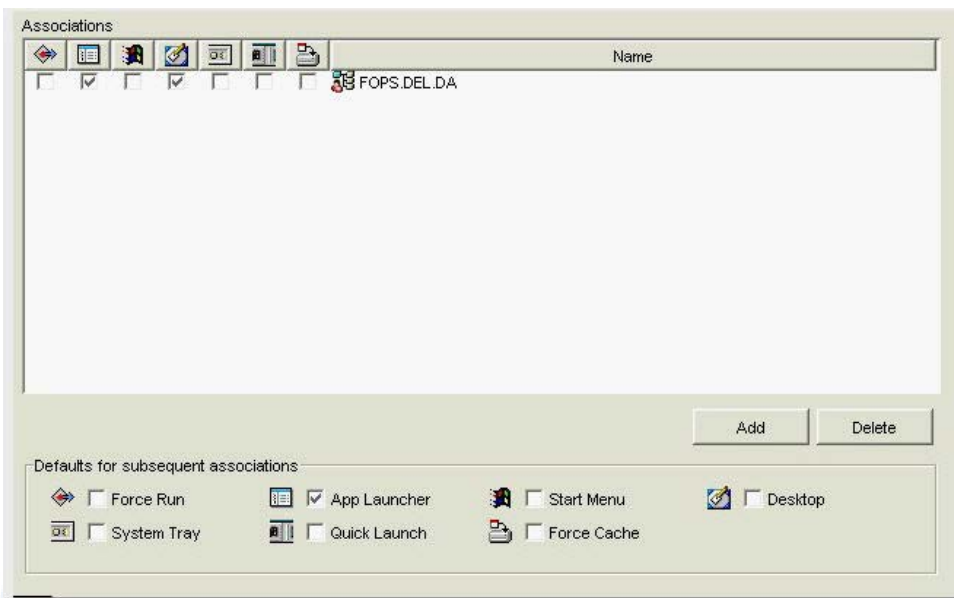 Associations
Name
FOPS.DEL.DA
Add Delete
Defaults for subsequent associations
Force Run App Launcher Start Menu Desktop
System Tray Quick Launch Force Cache